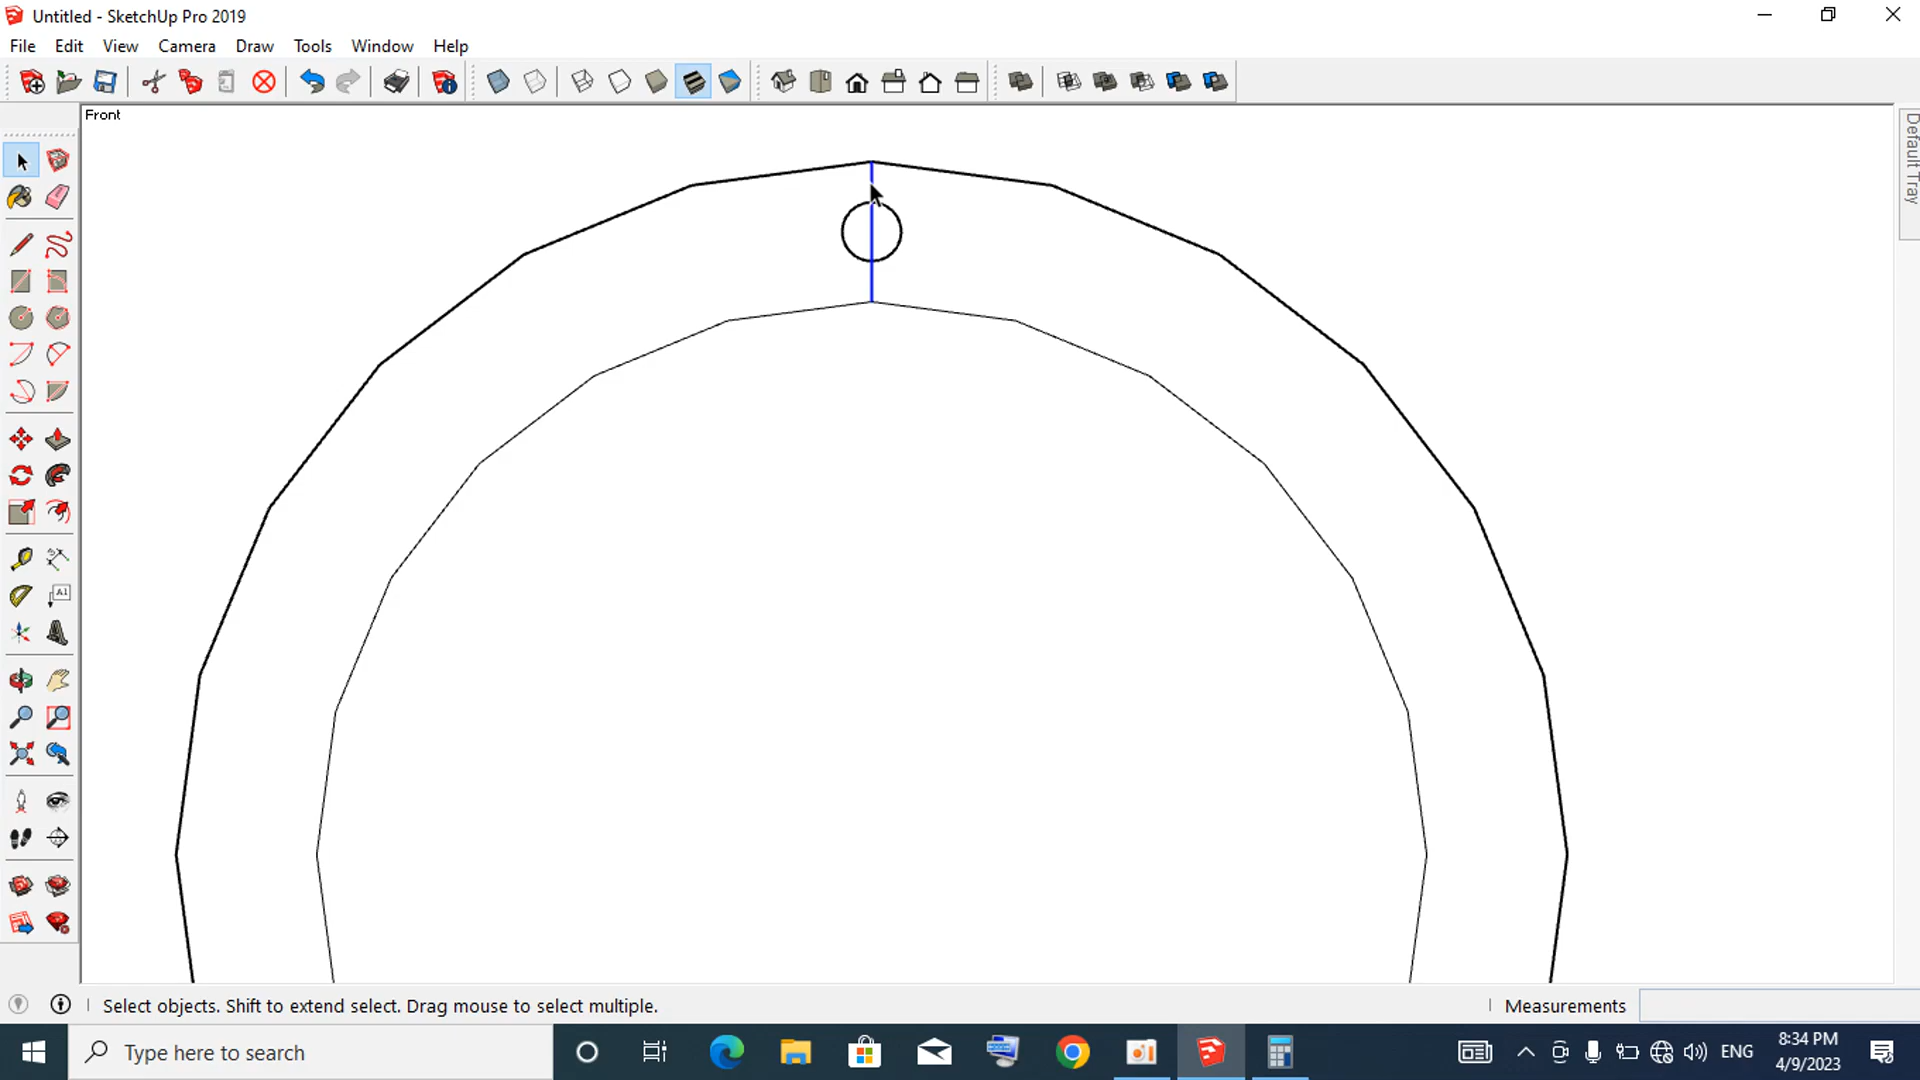 Untitled - SketchUp Pro 2019
File Edit View Camera Draw Tools Window Help
Front
Default Tray
A1
Select objects. Shift to extend select. Drag mouse to select multiple.
Measurements
Type here to search
ENG
8:34 PM
4/9/2023